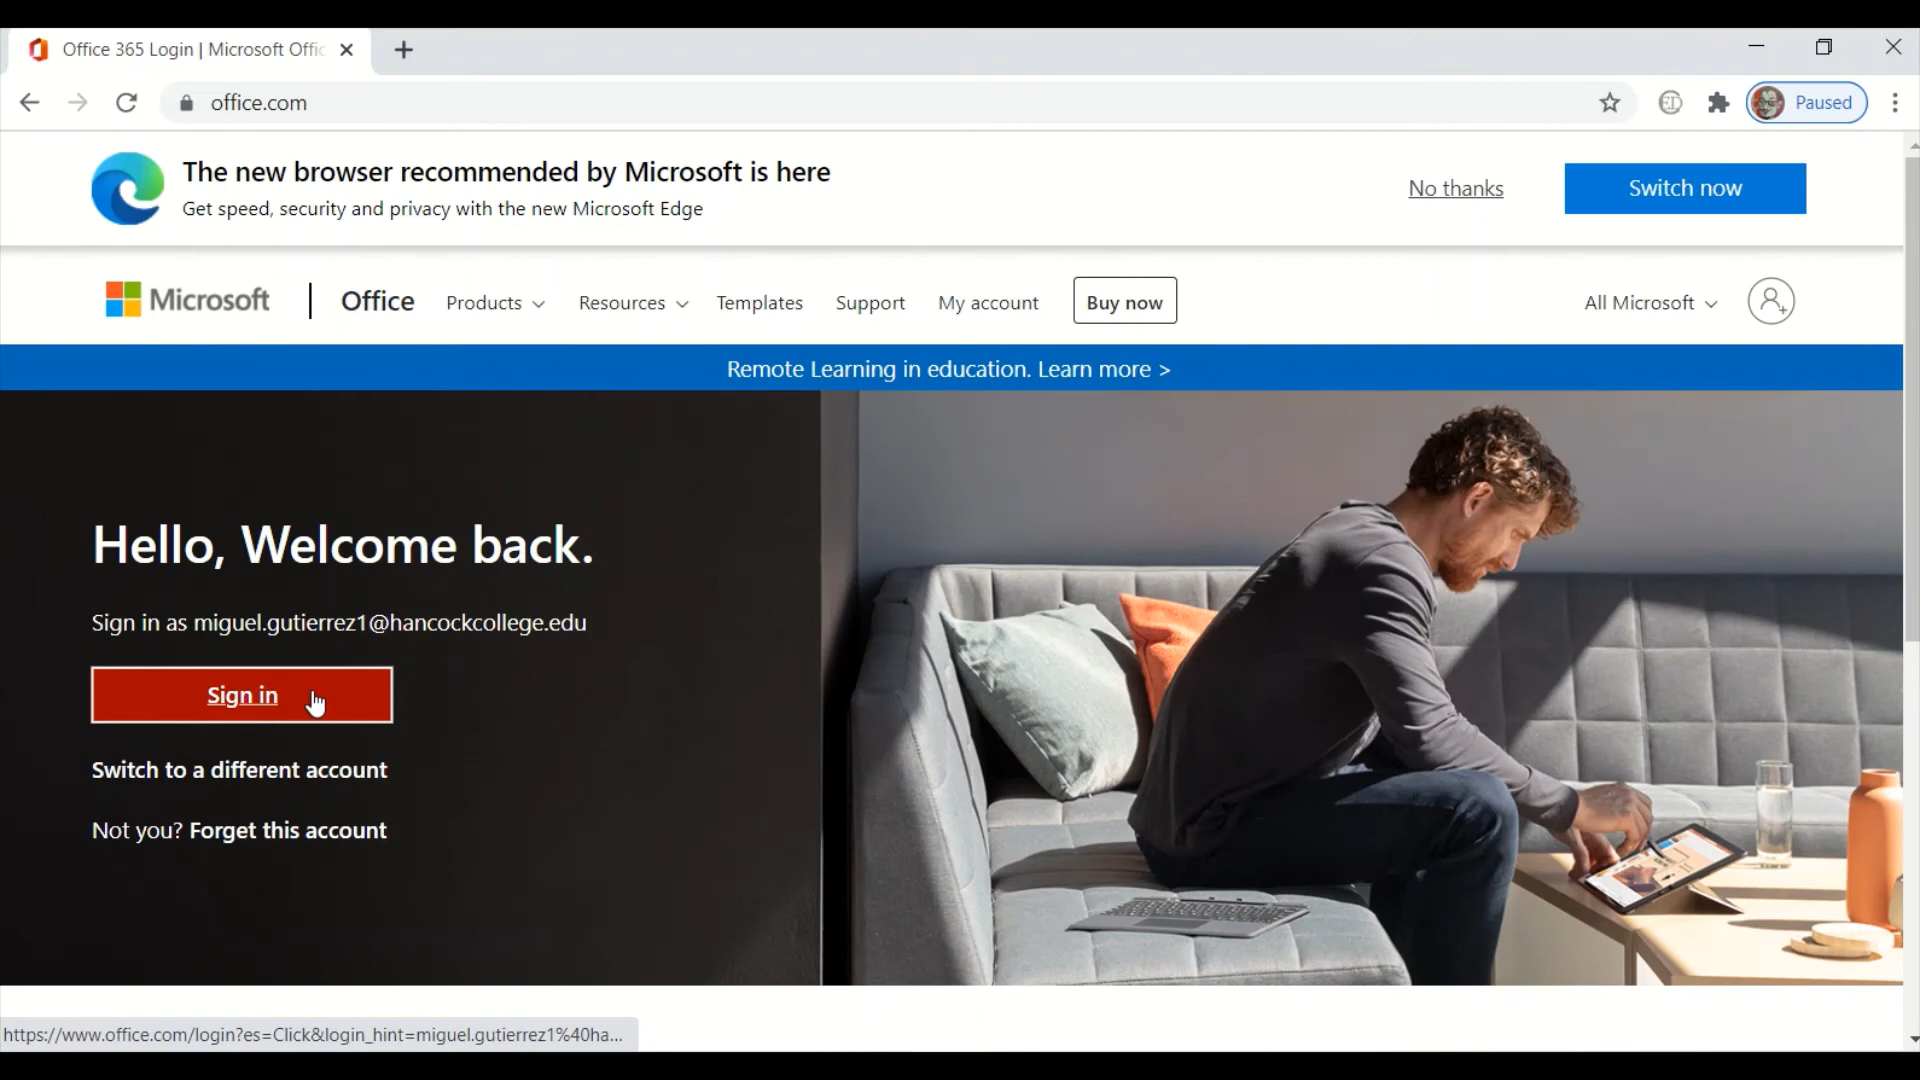 Office 365 Login | Microsoft Offic
office.com
Paused
The new browser recommended by Microsoft is here
Get speed, security and privacy with the new Microsoft Edge
No thanks
Switch now
Microsoft
Office
Products
Resources
Templates
Support
My account
Buy now
All Microsoft
Remote Learning in education. Learn more >
Hello, Welcome back.
Sign in as miguel.gutierrez1@hancockcollege.edu
Sign in
Switch to a different account
Not you? Forget this account
https://www.office.com/login?es=Click&login_hint=miguel.gutierrez1%40ha...